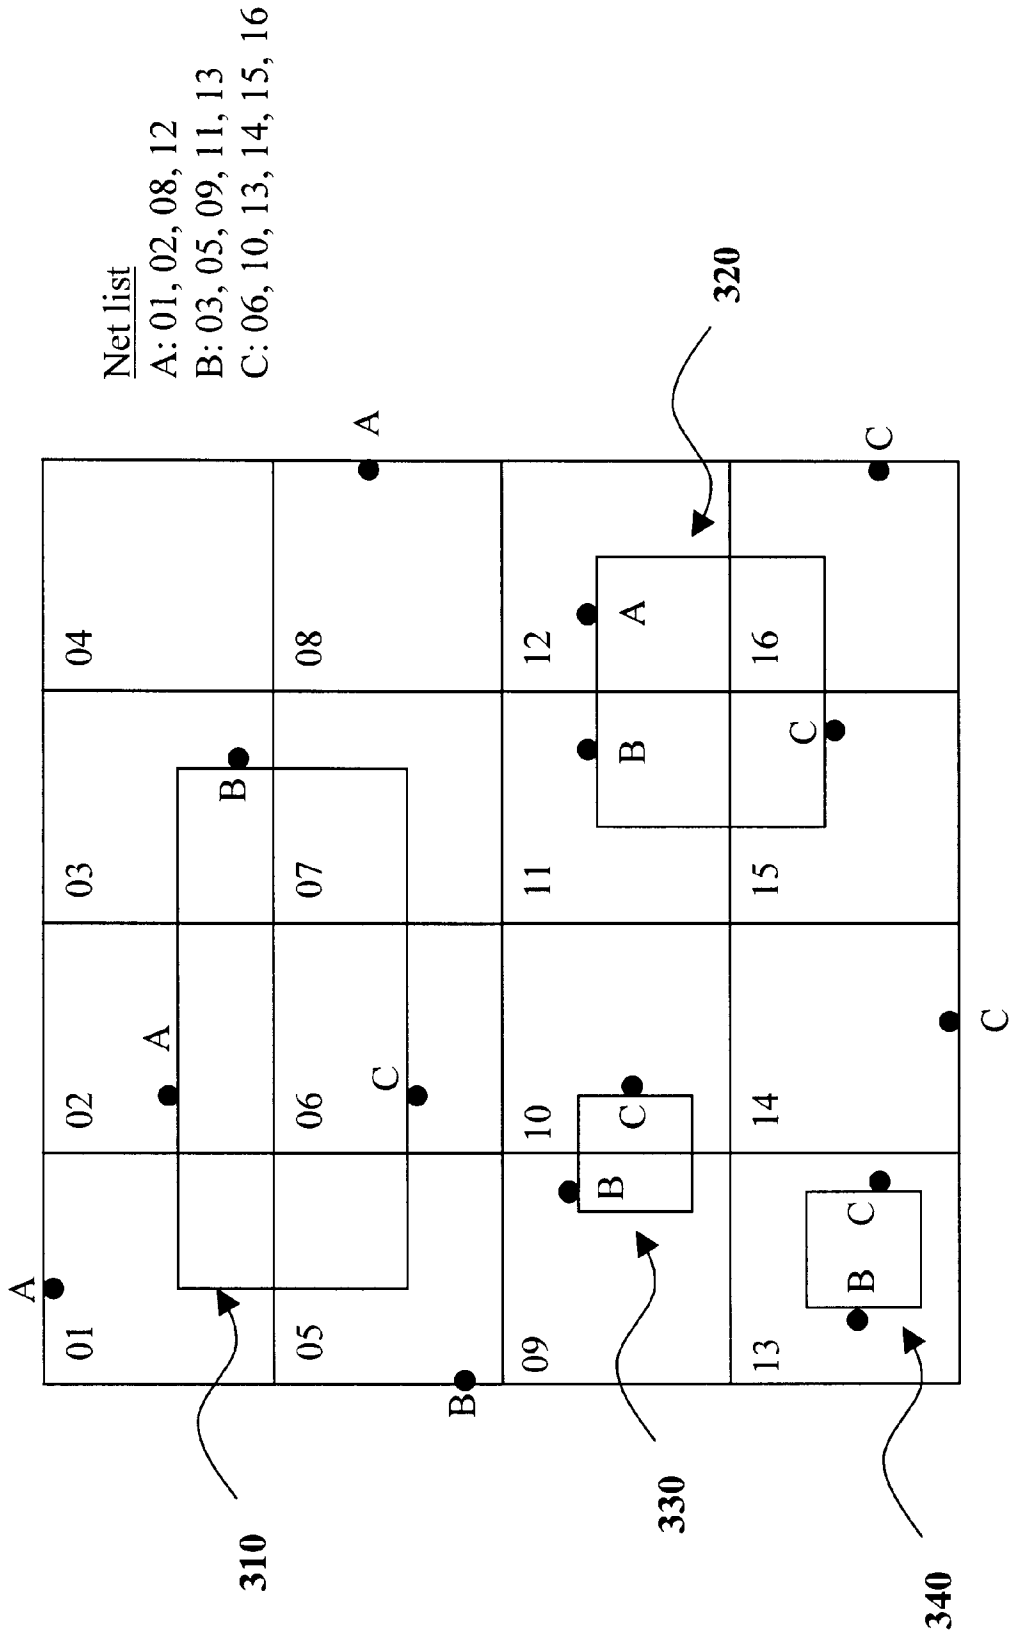 A
01 02 03 04
A
B
310
05 06 07 08
A
C
B
09 10 11 12
B C B A
330
320
13 14 15 16
C
B C
C
340
C
Net list
A: 01, 02, 08, 12
B: 03, 05, 09, 11, 13
C: 06, 10, 13, 14, 15, 16